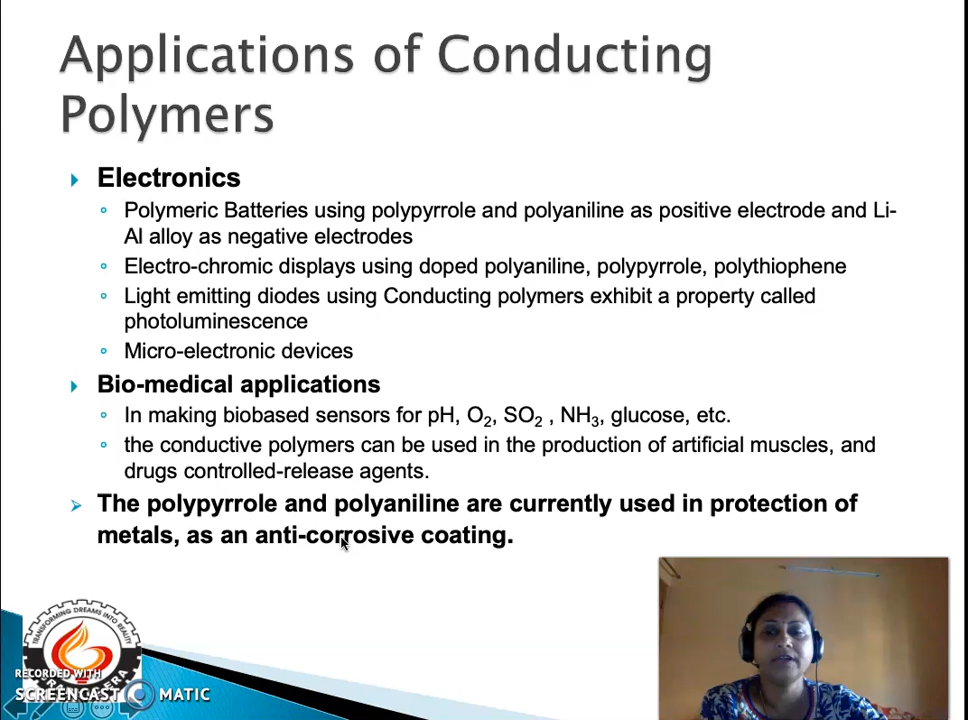 Applications of Conducting
Polymers
Electronics
Polymeric Batteries using polypyrrole and polyaniline as positive electrode and Li-
Al alloy as negative electrodes
Electro-chromic displays using doped polyaniline, polypyrrole, polythiophene
Light emitting diodes using Conducting polymers exhibit a property called
photoluminescence
Micro-electronic devices
Bio-medical applications
In making biobased sensors for pH, O₂, SO₂ , NH₃, glucose, etc.
the conductive polymers can be used in the production of artificial muscles, and
drugs controlled-release agents.
The polypyrrole and polyaniline are currently used in protection of
metals, as an anti-corrosive coating.
TRANSFORMING DREAMS INTO REALITY
RECORDED WITH
SCREENCAST MATIC